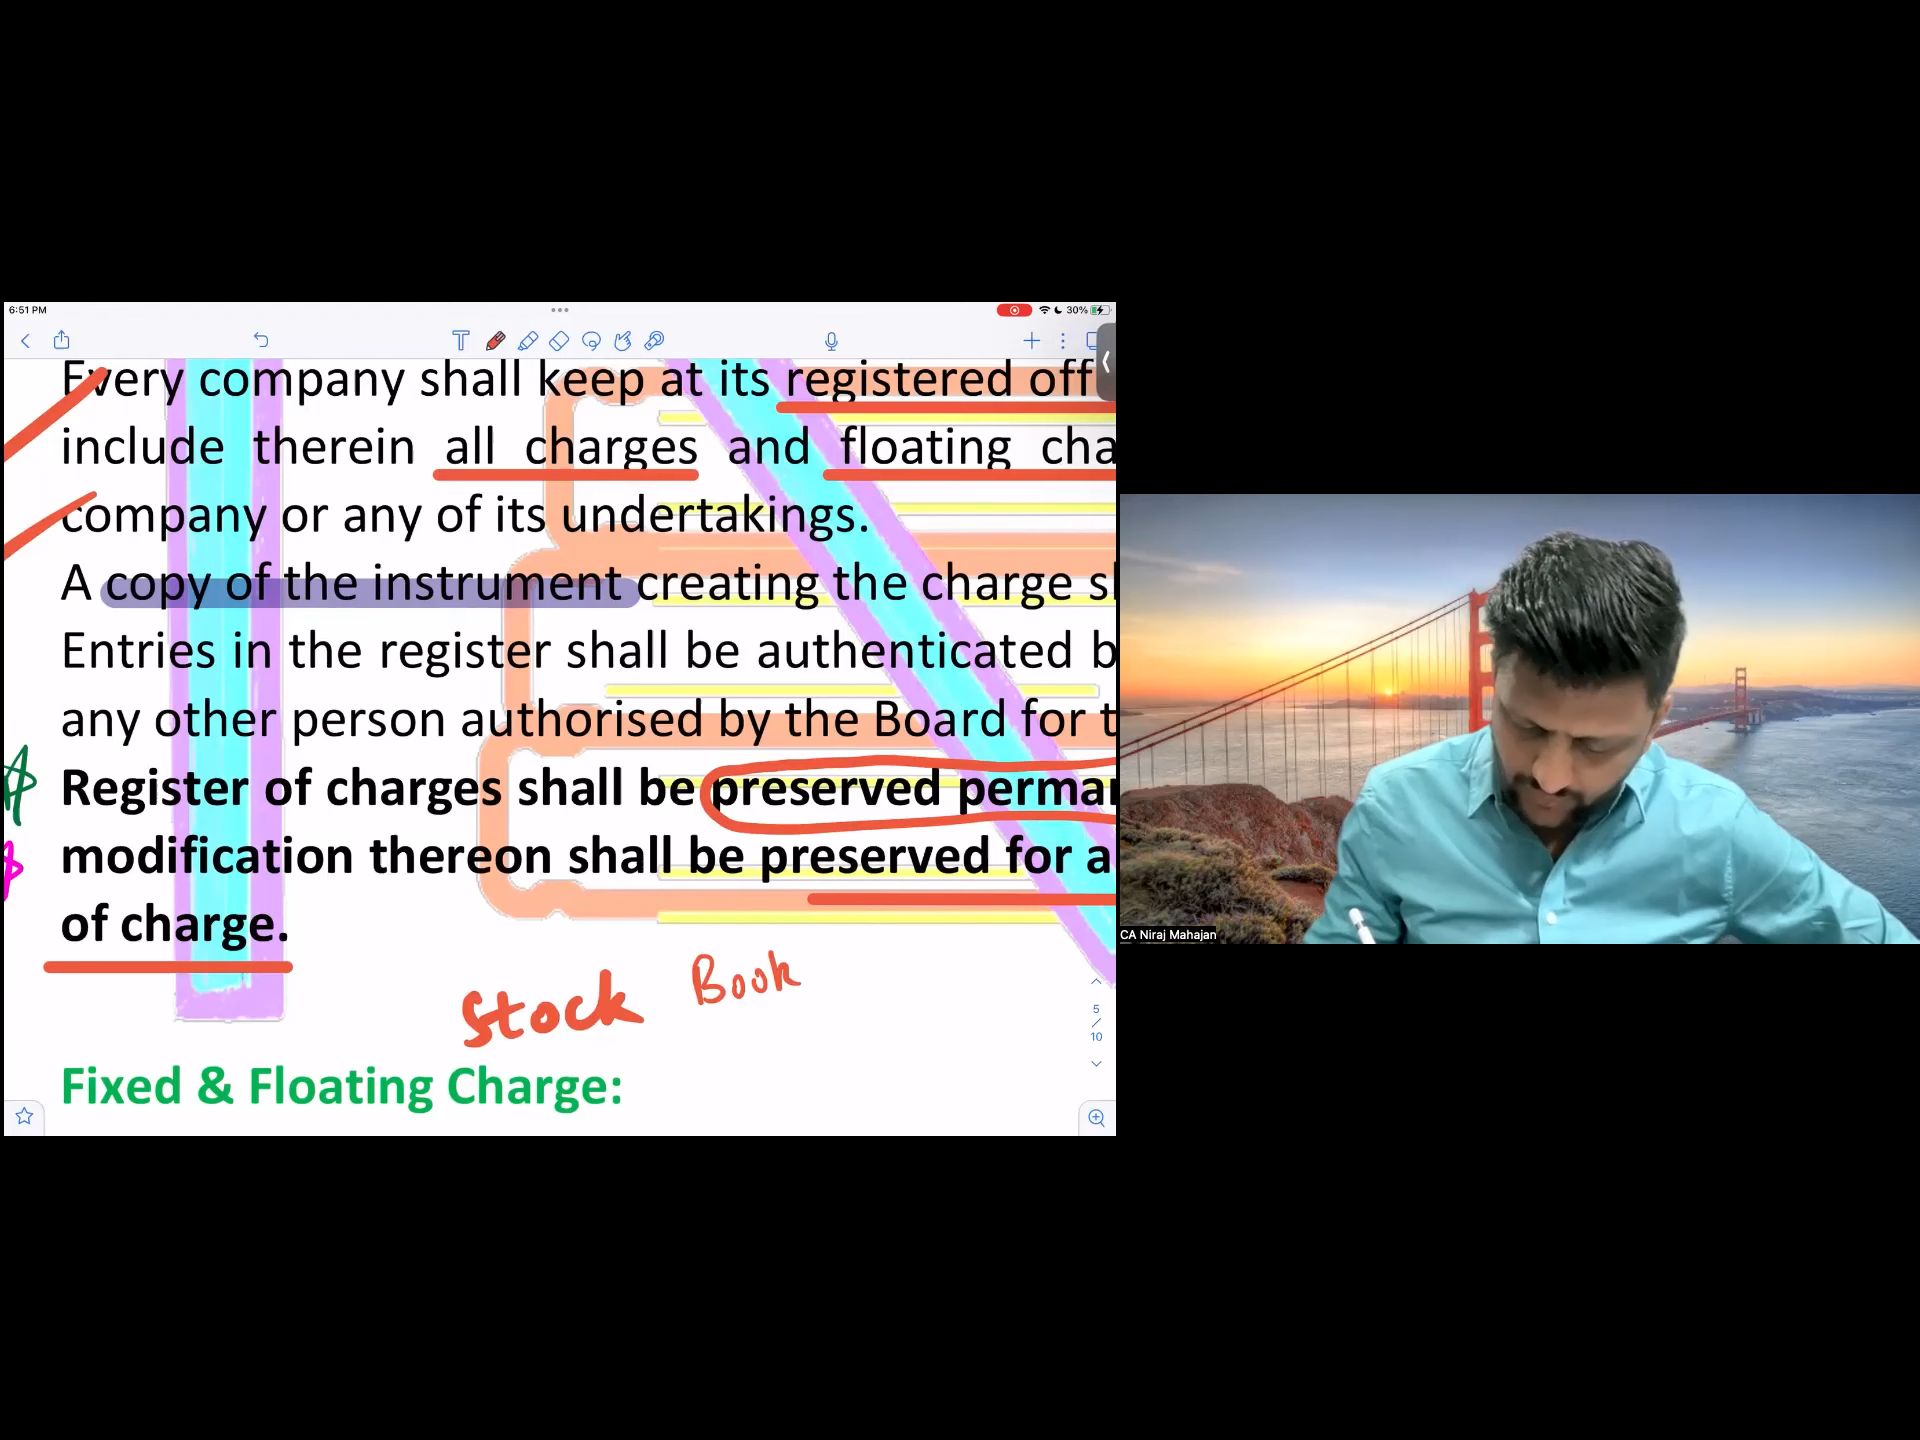 6:51 PM
30%
Every company shall keep at its registered off
include therein all charges and floating cha
company or any of its undertakings.
A copy of the instrument creating the charge sh
Entries in the register shall be authenticated b
any other person authorised by the Board for t
Register of charges shall be preserved perman
modification thereon shall be preserved for a
of charge.
Stock Book
5
/
10
Fixed & Floating Charge:
CA Niraj Mahajan